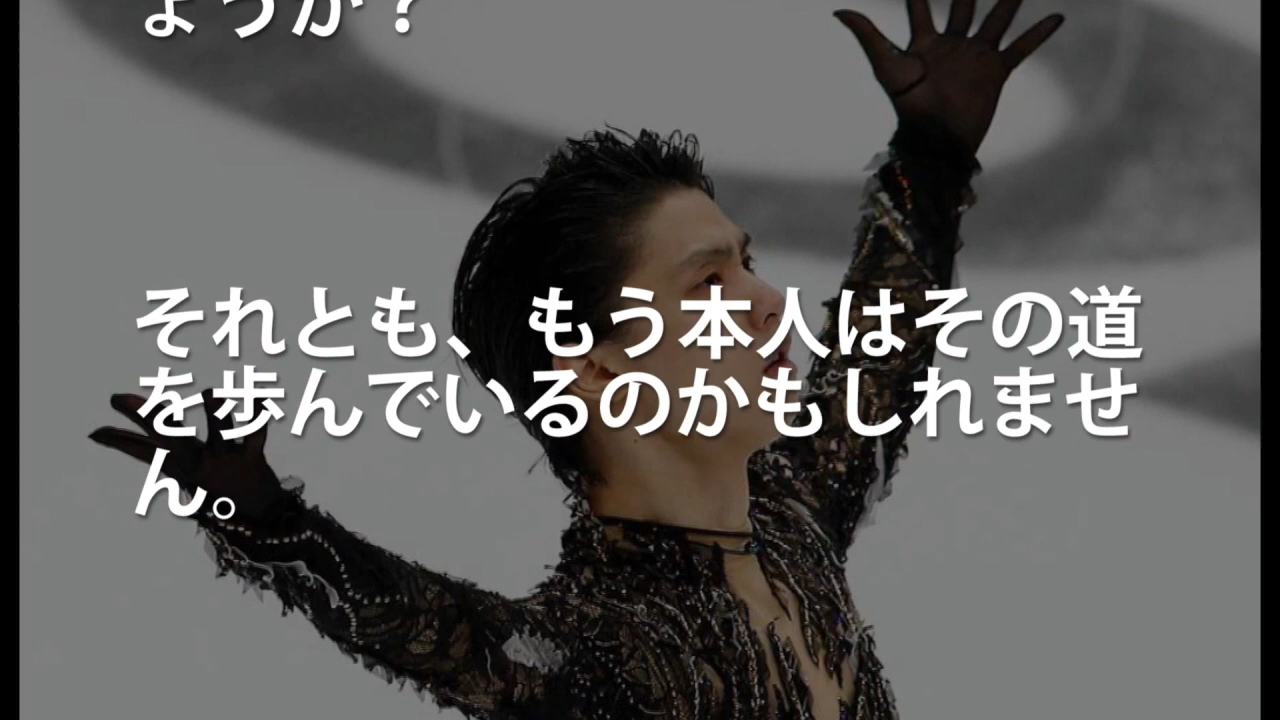 ょうか？
それとも、もう本人はその道
を歩んでいるのかもしれませ
ん。